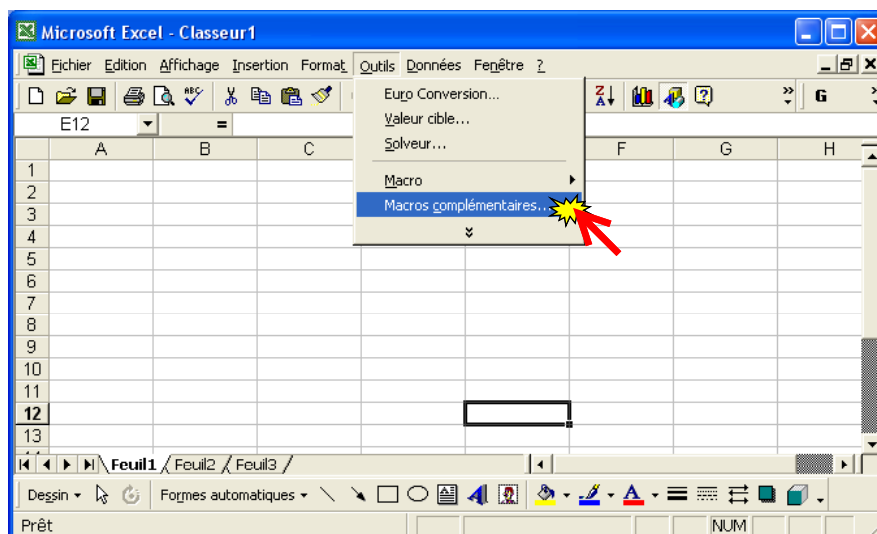 Microsoft Excel - Classeur1
Fichier Edition Affichage Insertion Format Outils Données Fenêtre ?
Euro Conversion...
Valeur cible...
Solveur...
Macro
Macros complémentaires...
ABC
Z
A
?
G
E12 =
A B C F G H
1
2
3
4
5
6
7
8
9
10
11
12
13
Feuil1 Feuil2 Feuil3
Dessin Formes automatiques A A
Prêt NUM